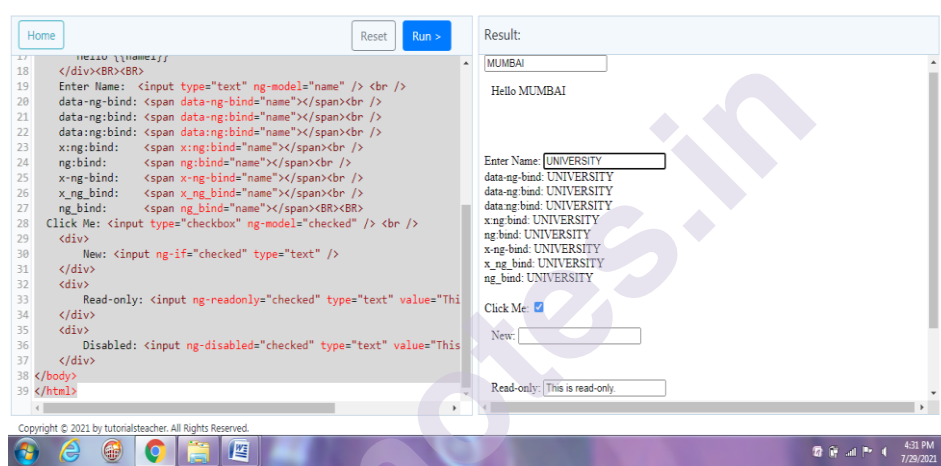 Home
Reset
Run >
Result:
17 Hello {{name1}}
18 </div><BR><BR>
19 Enter Name: <input type="text" ng-model="name" /> <br />
20 data-ng-bind: <span data-ng-bind="name"></span><br />
21 data-ng:bind: <span data-ng:bind="name"></span><br />
22 data:ng:bind: <span data:ng:bind="name"></span><br />
23 x:ng:bind: <span x:ng:bind="name"></span><br />
24 ng:bind: <span ng:bind="name"></span><br />
25 x-ng-bind: <span x-ng-bind="name"></span><br />
26 x_ng_bind: <span x_ng_bind="name"></span><br />
27 ng_bind: <span ng_bind="name"></span><BR><BR>
28 Click Me: <input type="checkbox" ng-model="checked" /> <br />
29 <div>
30 New: <input ng-if="checked" type="text" />
31 </div>
32 <div>
33 Read-only: <input ng-readonly="checked" type="text" value="Thi
34 </div>
35 <div>
36 Disabled: <input ng-disabled="checked" type="text" value="This
37 </div>
38 </body>
39 </html>
MUMBAI
Hello MUMBAI
Enter Name: UNIVERSITY
data-ng-bind: UNIVERSITY
data-ng:bind: UNIVERSITY
data:ng:bind: UNIVERSITY
x:ng:bind: UNIVERSITY
ng:bind: UNIVERSITY
x-ng-bind: UNIVERSITY
x_ng_bind: UNIVERSITY
ng_bind: UNIVERSITY
Click Me:
New:
Read-only: This is read-only.
Copyright © 2021 by tutorialsteacher. All Rights Reserved.
4:31 PM
7/29/2021
notes.in